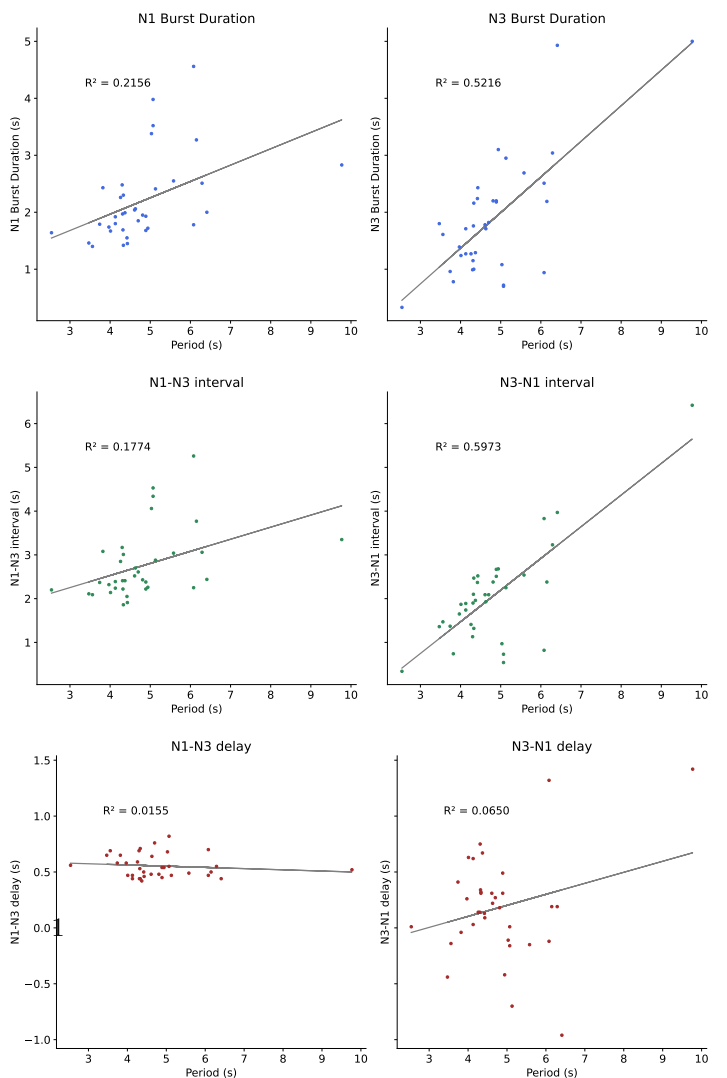 N1 Burst Duration
N3 Burst Duration
5
4
3
2
1
N1 Burst Duration (s)
R² = 0.2156
3 4 5 6 7 8 9 10
Period (s)
N3 Burst Duration (s)
R² = 0.5216
3 4 5 6 7 8 9 10
Period (s)
N1-N3 interval
N3-N1 interval
6
5
4
3
2
1
N1-N3 interval (s)
R² = 0.1774
3 4 5 6 7 8 9 10
Period (s)
N3-N1 interval (s)
R² = 0.5973
3 4 5 6 7 8 9 10
Period (s)
N1-N3 delay
N3-N1 delay
1.5
1.0
0.5
0.0
−0.5
−1.0
N1-N3 delay (s)
R² = 0.0155
3 4 5 6 7 8 9 10
Period (s)
N3-N1 delay (s)
R² = 0.0650
3 4 5 6 7 8 9 10
Period (s)